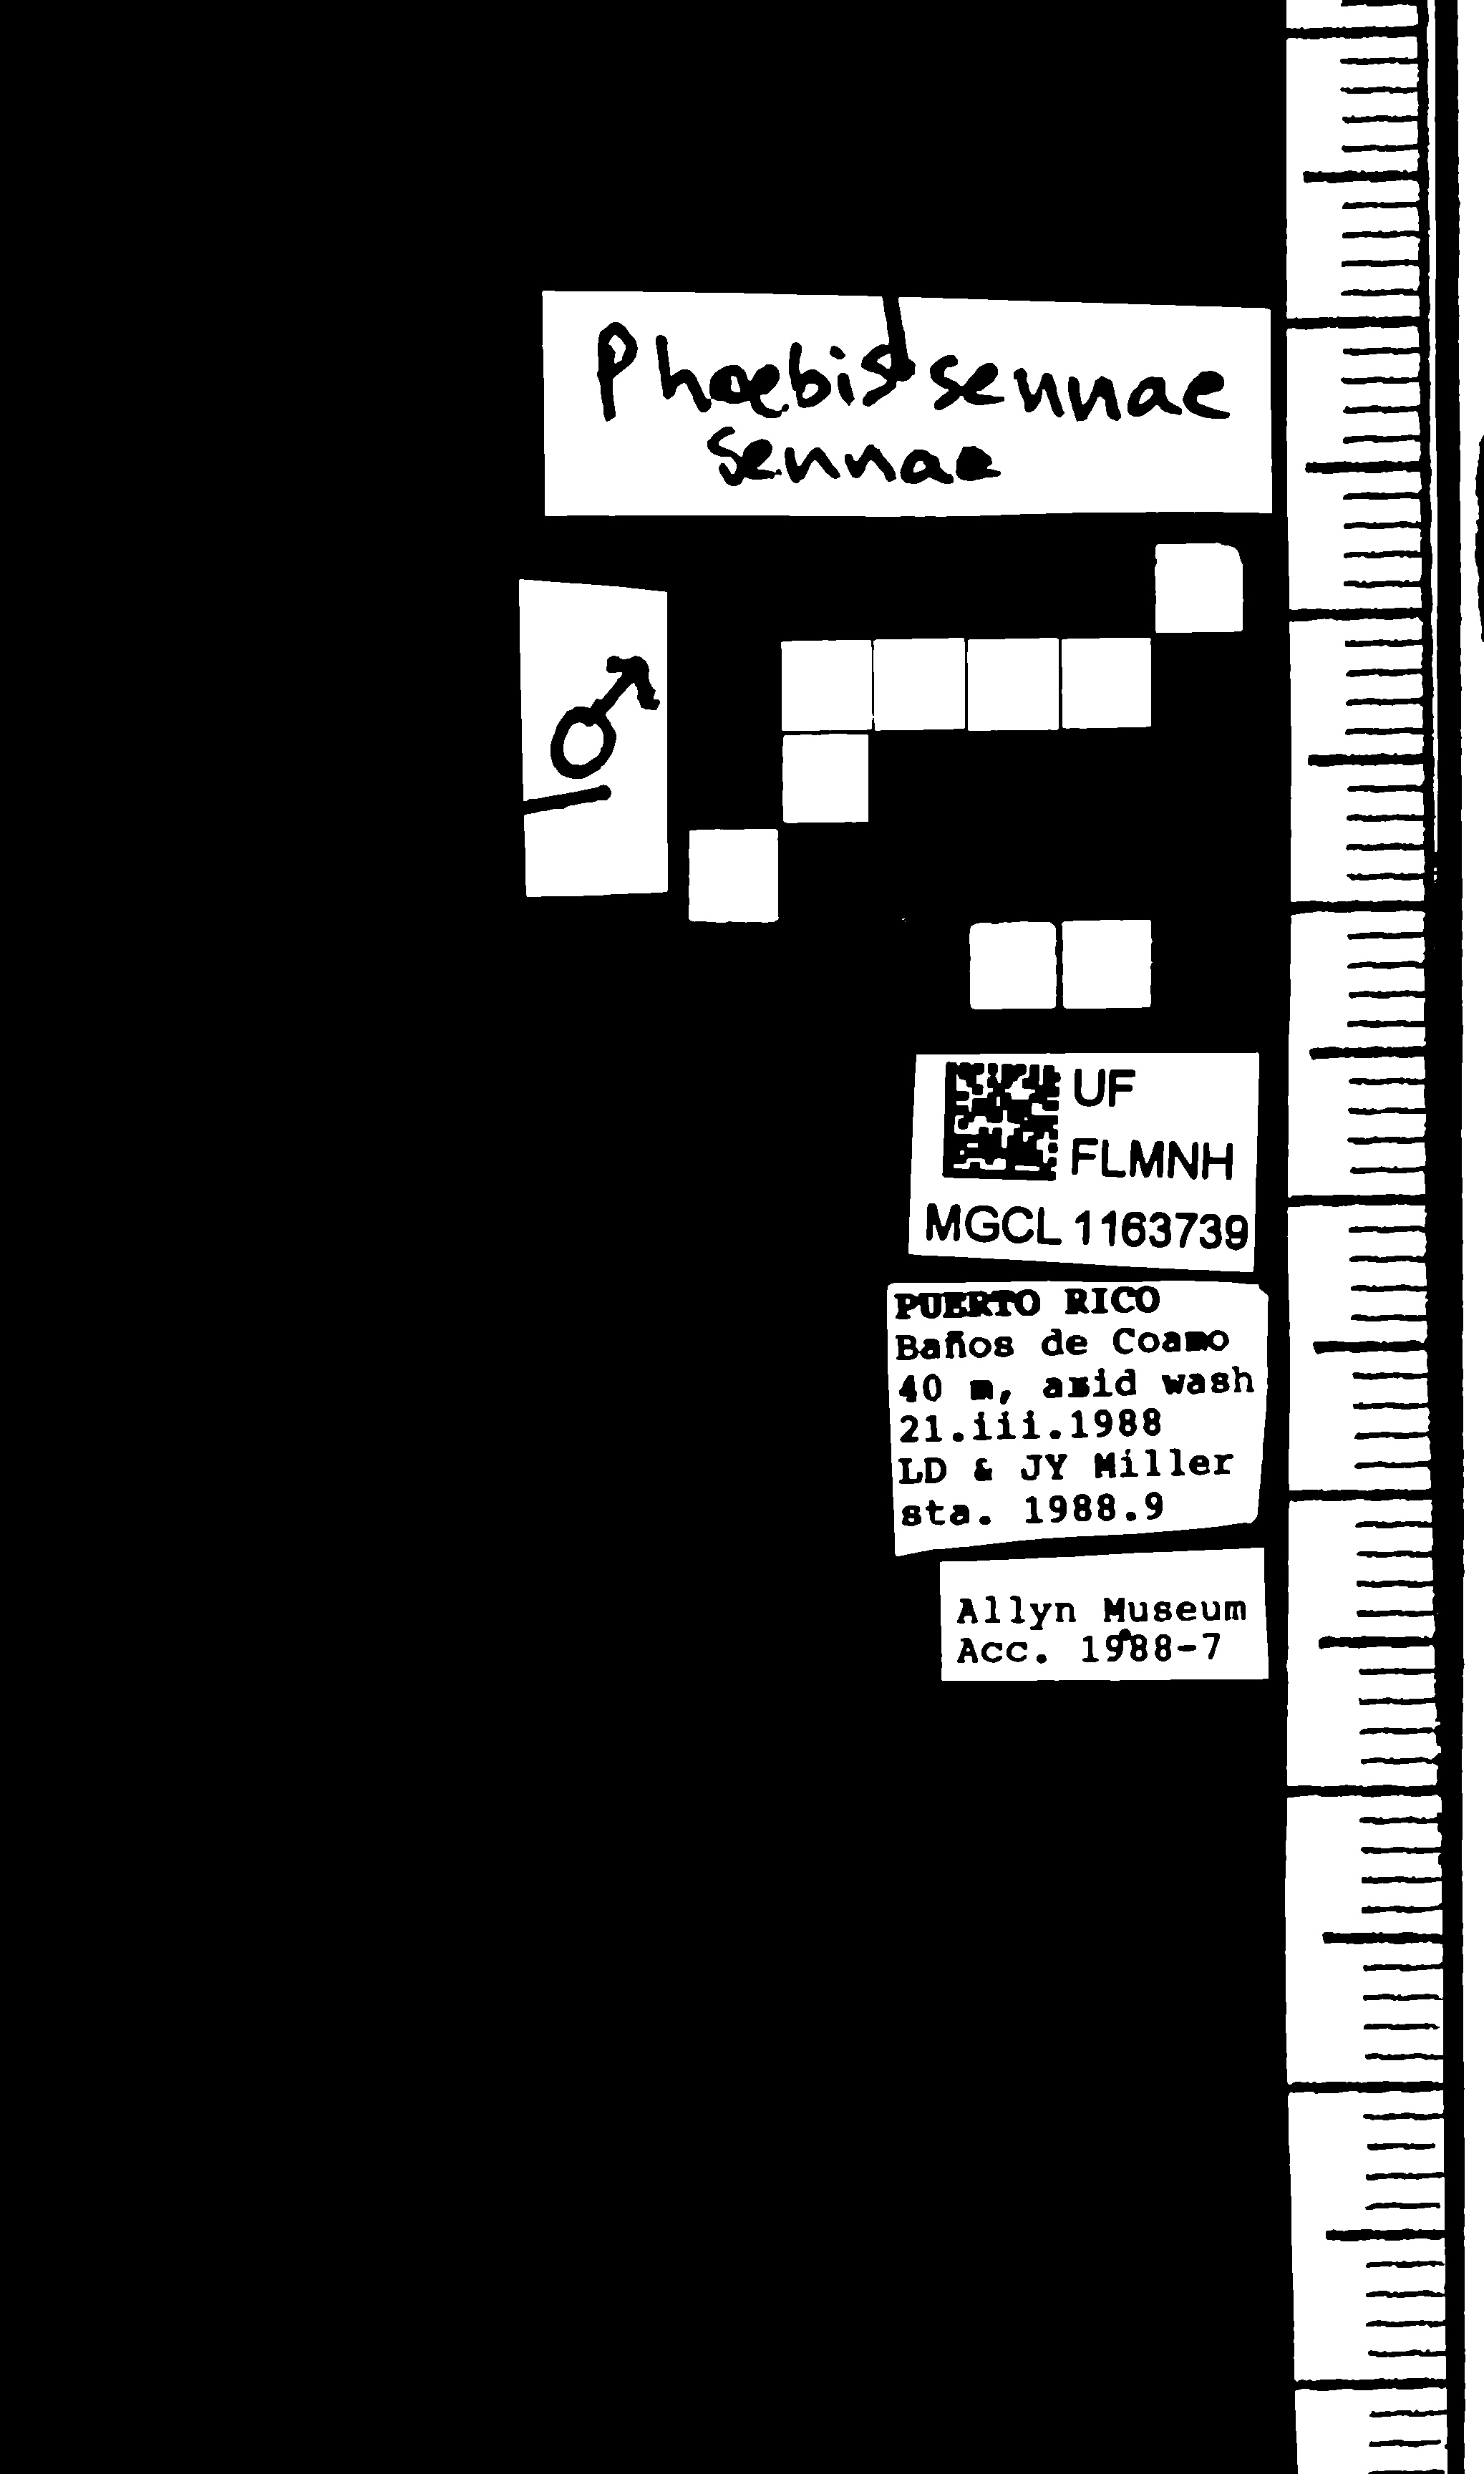 Phoebis sennae
sennae
♂
UF
FLMNH
MGCL 1163739
PUERTO RICO
Baños de Coamo
40 m, arid wash
21.iii.1988
LD & JY Miller
sta. 1988.9
Allyn Museum
Acc. 1988-7